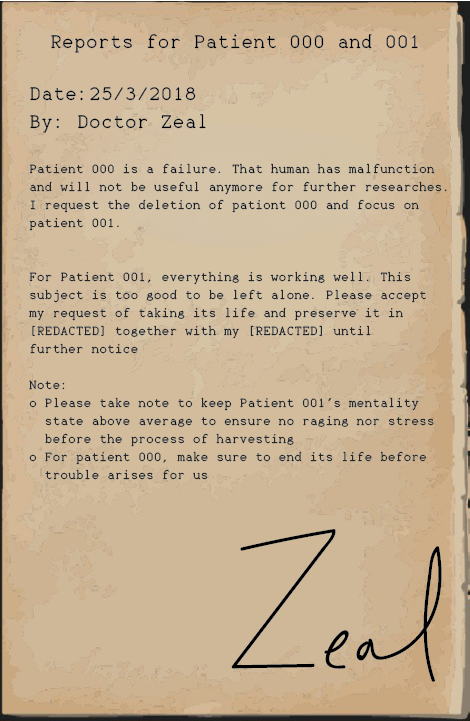 Reports for Patient 000 and 001
Date:25/3/2018
By: Doctor Zeal
Patient 000 is a failure. That human has malfunction
and will not be useful anymore for further researches.
I request the deletion of pationt 000 and focus on
patient 001.
For Patient 001, everything is working well. This
subject is too good to be left alone. Please accept
my request of taking its life and preserve it in
[REDACTED] together with my [REDACTED] until
further notice
Note:
o Please take note to keep Patient 001's mentality
state above average to ensure no raging nor stress
before the process of harvesting
o For patient 000, make sure to end its life before
trouble arises for us
Zeal